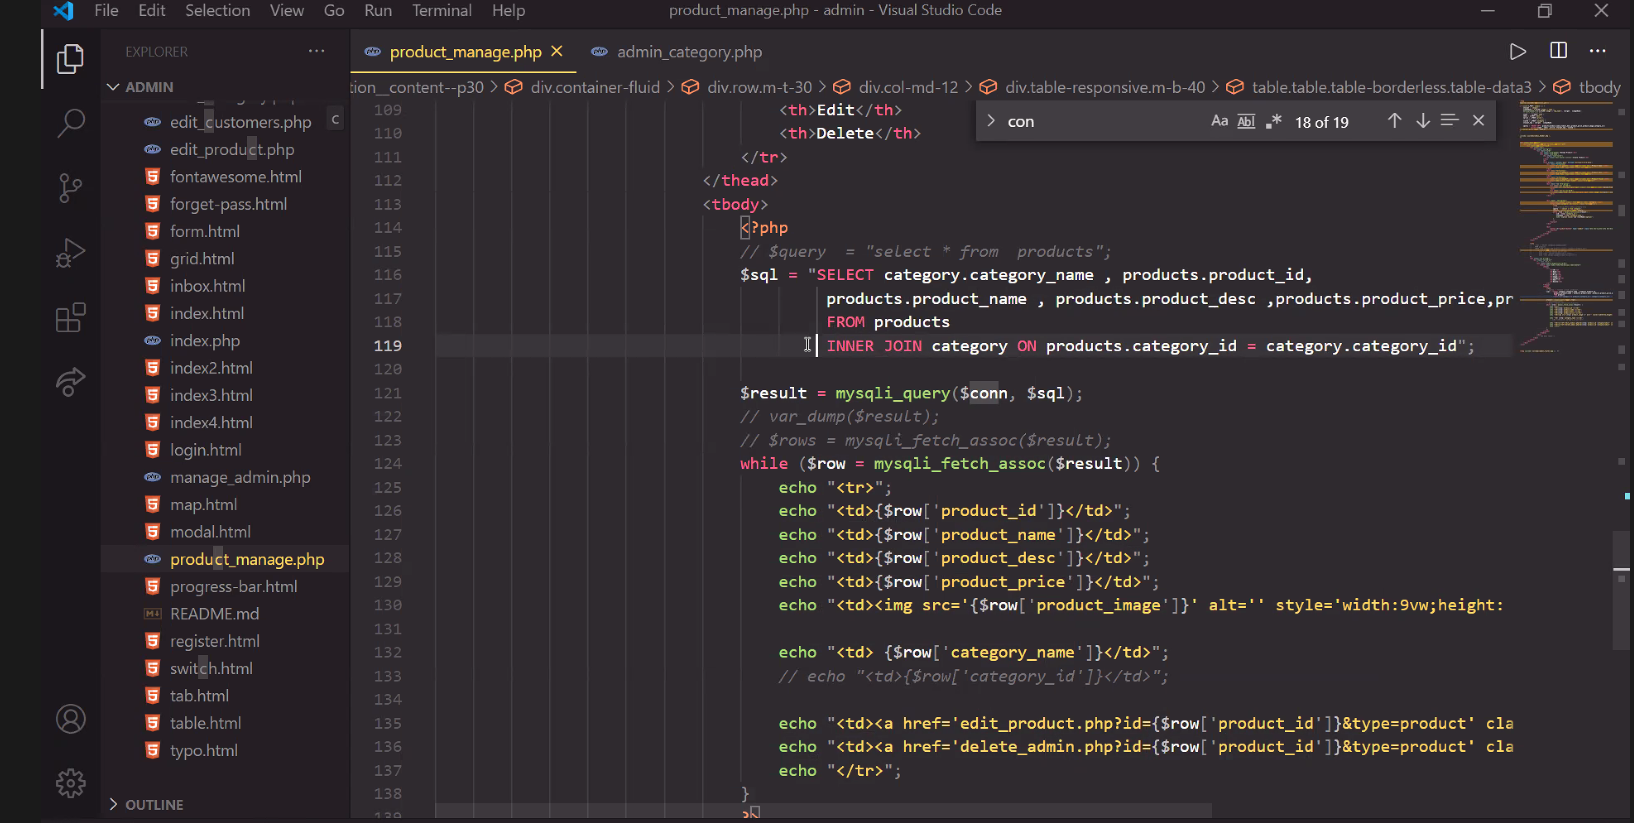 File Edit Selection View Go Run Terminal Help
product_manage.php - admin - Visual Studio Code
EXPLORER
ADMIN
edit_customers.php
C
edit_product.php
fontawesome.html
forget-pass.html
form.html
grid.html
inbox.html
index.html
index.php
index2.html
index3.html
index4.html
login.html
manage_admin.php
map.html
modal.html
product_manage.php
progress-bar.html
README.md
register.html
switch.html
tab.html
table.html
typo.html
OUTLINE
product_manage.php admin_category.php
tion__content--p30 > div.container-fluid > div.row.m-t-30 > div.col-md-12 > div.table-responsive.m-b-40 > table.table.table-borderless.table-data3 > tbody
con
Aa Ab 18 of 19
109 <th>Edit</th>
110 <th>Delete</th>
111 </tr>
112 </thead>
113 <tbody>
114 <?php
115 // $query = "select * from products";
116 $sql = "SELECT category.category_name , products.product_id,
117 products.product_name , products.product_desc ,products.product_price,pr
118 FROM products
119 INNER JOIN category ON products.category_id = category.category_id";
120
121 $result = mysqli_query($conn, $sql);
122 // var_dump($result);
123 // $rows = mysqli_fetch_assoc($result);
124 while ($row = mysqli_fetch_assoc($result)) {
125 echo "<tr>";
126 echo "<td>{$row['product_id']}</td>";
127 echo "<td>{$row['product_name']}</td>";
128 echo "<td>{$row['product_desc']}</td>";
129 echo "<td>{$row['product_price']}</td>";
130 echo "<td><img src='{$row['product_image']}' alt='' style='width:9vw;height:
131
132 echo "<td> {$row['category_name']}</td>";
133 // echo "<td>{$row['category_id']}</td>";
134
135 echo "<td><a href='edit_product.php?id={$row['product_id']}&type=product' cla
136 echo "<td><a href='delete_admin.php?id={$row['product_id']}&type=product' cla
137 echo "</tr>";
138 }
139 ?>